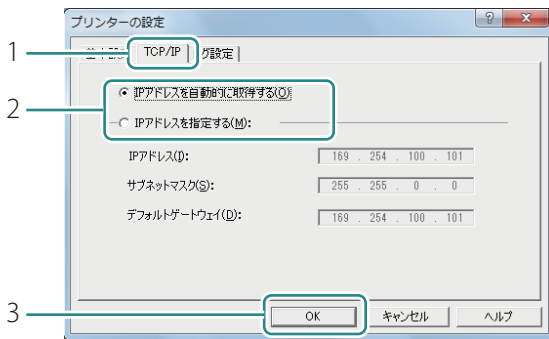 プリンターの設定
1
TCP/IP
グ設定
2
IPアドレスを自動的に取得する(O)
IPアドレスを指定する(M):
IPアドレス(I): 169 . 254 . 100 . 101
サブネットマスク(S): 255 . 255 . 0 . 0
デフォルトゲートウェイ(D): 169 . 254 . 100 . 101
3
OK キャンセル ヘルプ